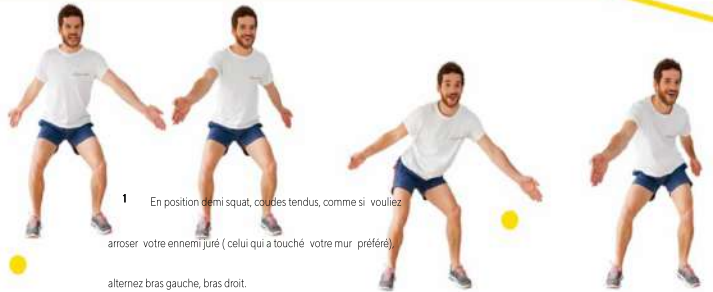 1 En position demi squat, coudes tendus, comme si vouliez
arroser votre ennemi juré ( celui qui a touché votre mur préféré),
alternez bras gauche, bras droit.